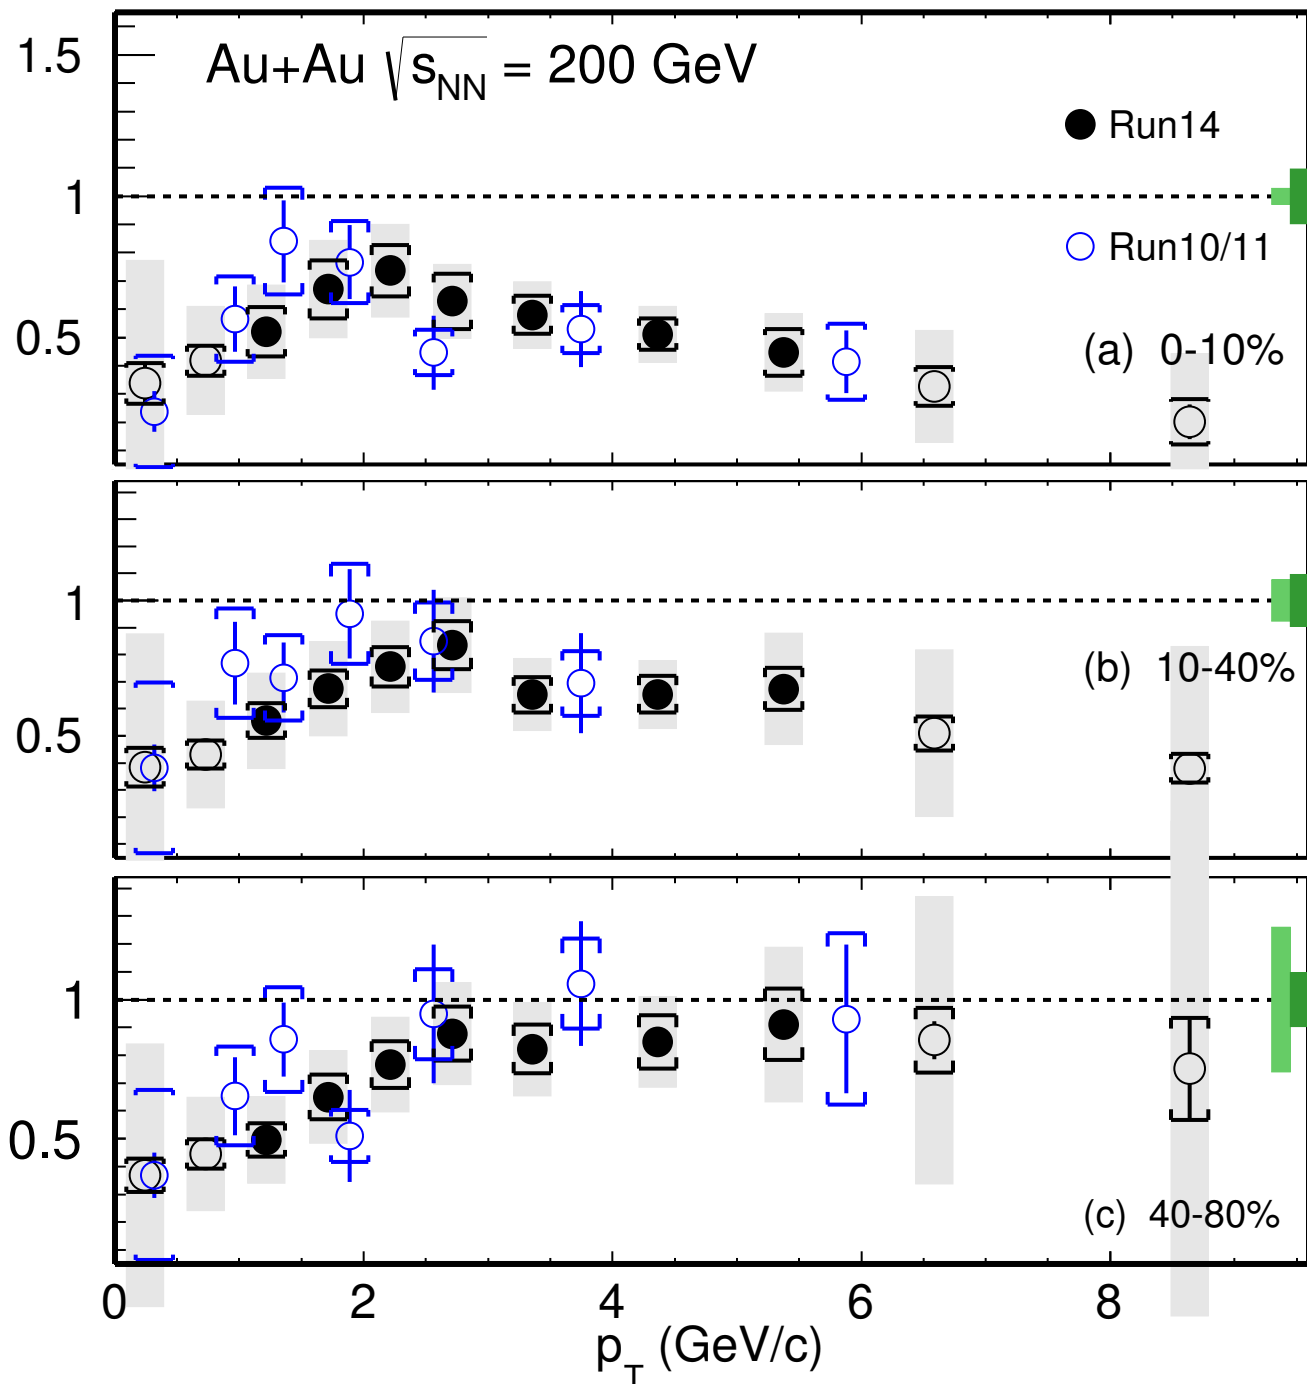 Au+Au √sNN = 200 GeV
Run14
Run10/11
1.5
1
0.5
(a) 0-10%
1
0.5
(b) 10-40%
1
0.5
(c) 40-80%
0 2 4 6 8
pT (GeV/c)